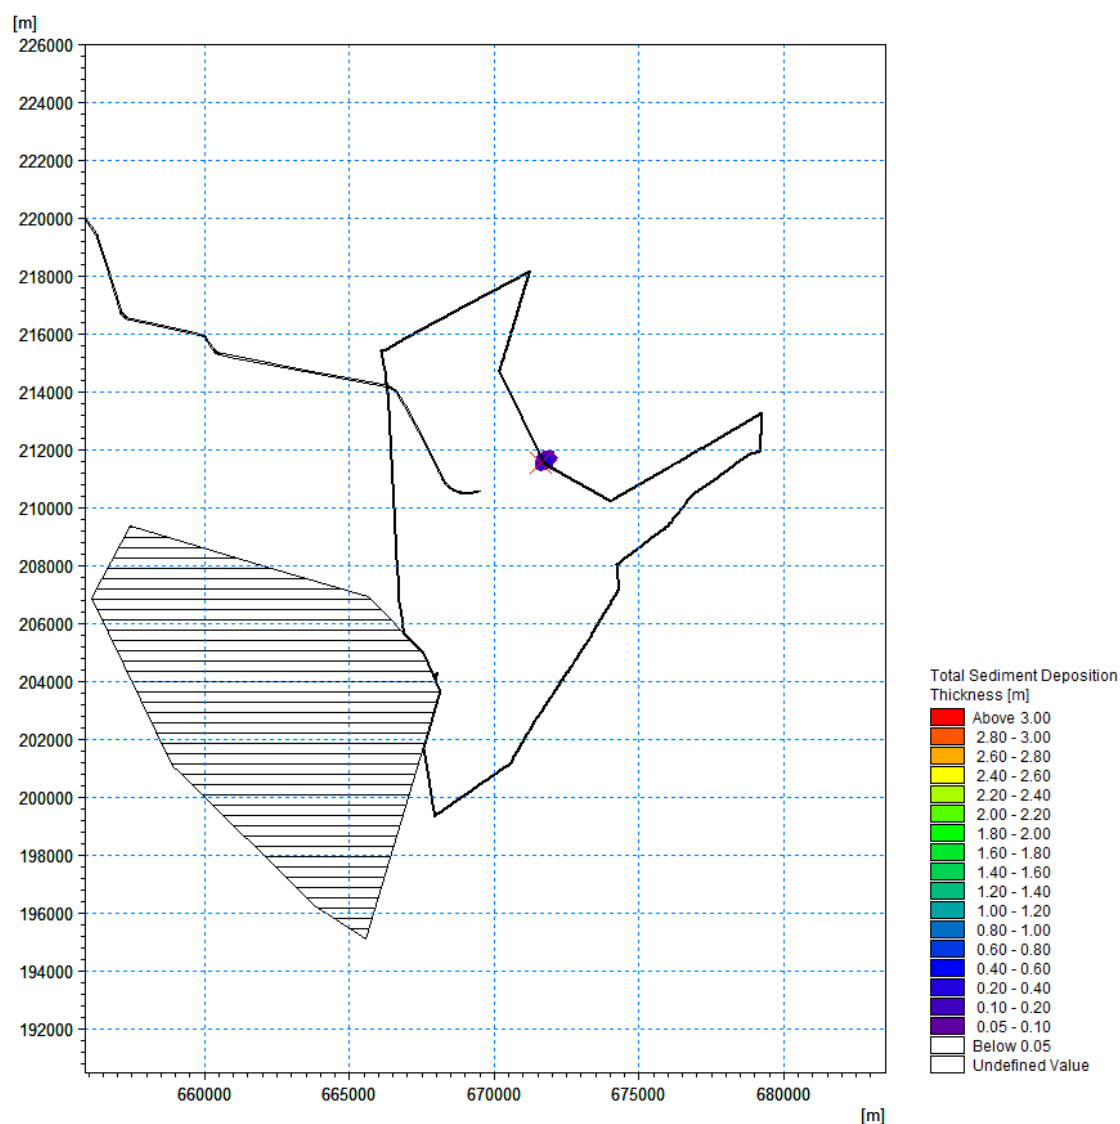 [m]
226000
224000
222000
220000
218000
216000
214000
212000
210000
208000
206000
204000
202000
200000
198000
196000
194000
192000
660000 665000 670000 675000 680000
[m]
Total Sediment Deposition
Thickness [m]
Above 3.00
2.80 - 3.00
2.60 - 2.80
2.40 - 2.60
2.20 - 2.40
2.00 - 2.20
1.80 - 2.00
1.60 - 1.80
1.40 - 1.60
1.20 - 1.40
1.00 - 1.20
0.80 - 1.00
0.60 - 0.80
0.40 - 0.60
0.20 - 0.40
0.10 - 0.20
0.05 - 0.10
Below 0.05
Undefined Value